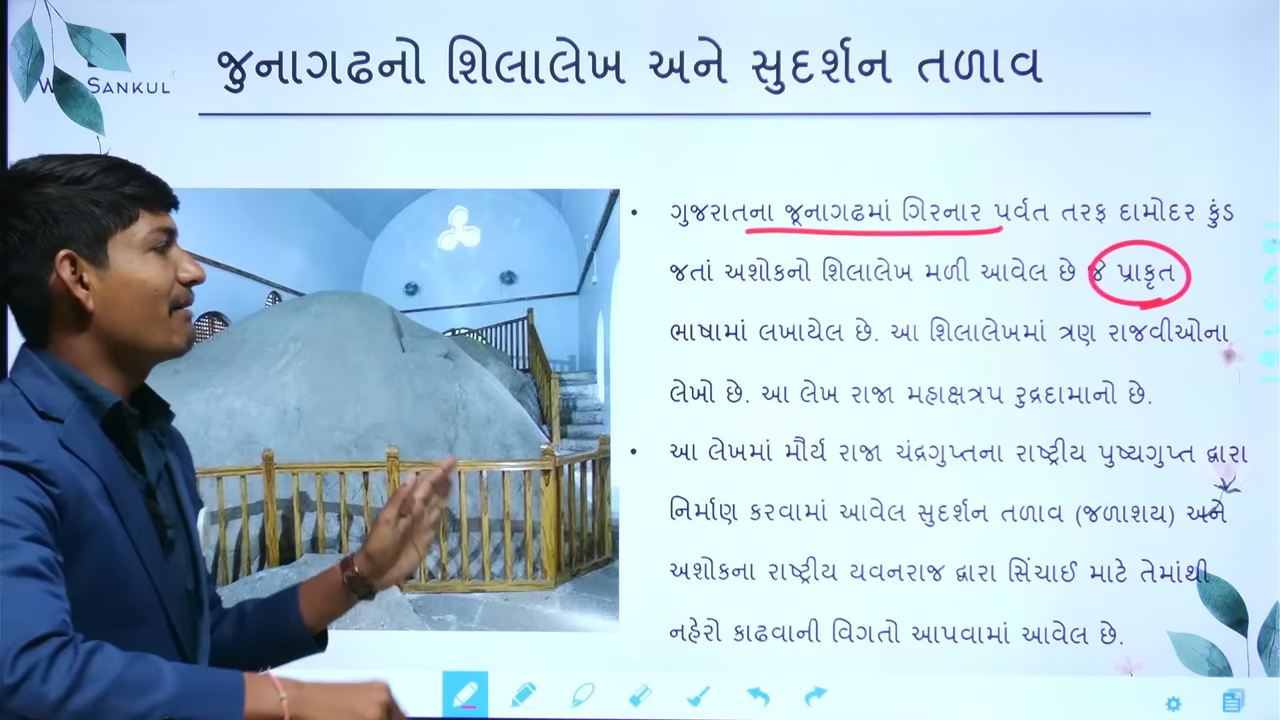 જુનાગઢનો શિલાલેખ અને સુદર્શન તળાવ
SANKUL
• ગુજરાતના જૂનાગઢમાં ગિરનાર પર્વત તરફ દામોદર કુંડ
જતાં અશોકનો શિલાલેખ મળી આવેલ છે જે પ્રાકૃત
ભાષામાં લખાયેલ છે. આ શિલાલેખમાં ત્રણ રાજવીઓના
લેખો છે. આ લેખ રાજા મહાક્ષત્રપ રુદ્રદામાનો છે.
• આ લેખમાં મૌર્ય રાજા ચંદ્રગુપ્તના રાષ્ટ્રીય પુષ્યગુપ્ત દ્વારા
નિર્માણ કરવામાં આવેલ સુદર્શન તળાવ (જળાશય) અને
અશોકના રાષ્ટ્રીય યવનરાજ દ્વારા સિંચાઈ માટે તેમાંથી
નહેરો કાઢવાની વિગતો આપવામાં આવેલ છે.